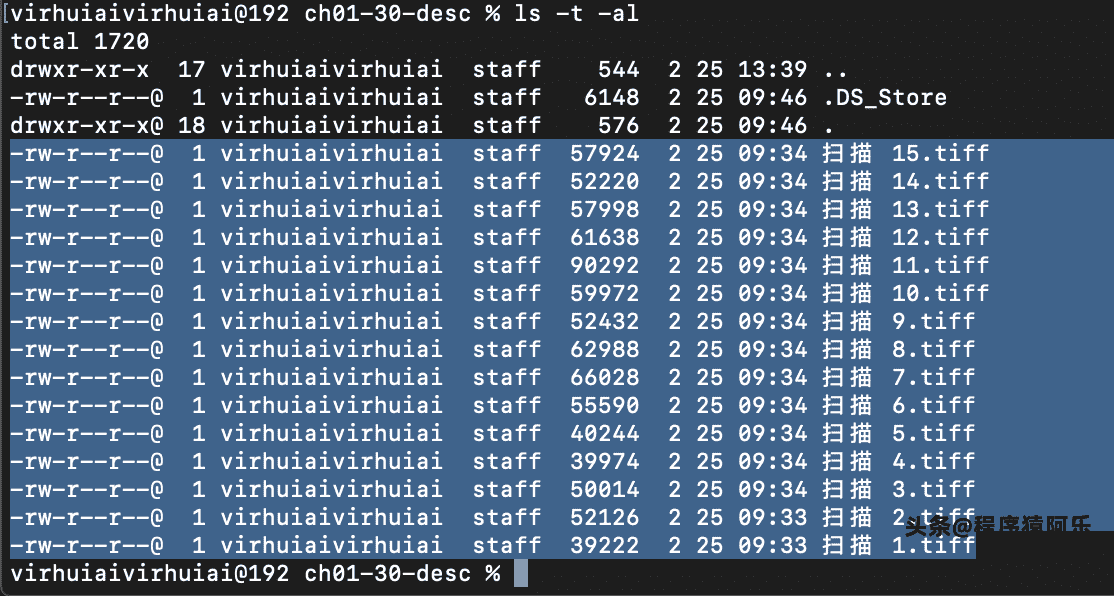 [virhuiaivirhuiai@192 ch01-30-desc % ls -t -al
total 1720
drwxr-xr-x  17 virhuiaivirhuiai  staff    544  2 25 13:39 ..
-rw-r--r--@  1 virhuiaivirhuiai  staff   6148  2 25 09:46 .DS_Store
drwxr-xr-x@ 18 virhuiaivirhuiai  staff    576  2 25 09:46 .
-rw-r--r--@  1 virhuiaivirhuiai  staff  57924  2 25 09:34 扫描 15.tiff
-rw-r--r--@  1 virhuiaivirhuiai  staff  52220  2 25 09:34 扫描 14.tiff
-rw-r--r--@  1 virhuiaivirhuiai  staff  57998  2 25 09:34 扫描 13.tiff
-rw-r--r--@  1 virhuiaivirhuiai  staff  61638  2 25 09:34 扫描 12.tiff
-rw-r--r--@  1 virhuiaivirhuiai  staff  90292  2 25 09:34 扫描 11.tiff
-rw-r--r--@  1 virhuiaivirhuiai  staff  59972  2 25 09:34 扫描 10.tiff
-rw-r--r--@  1 virhuiaivirhuiai  staff  52432  2 25 09:34 扫描 9.tiff
-rw-r--r--@  1 virhuiaivirhuiai  staff  62988  2 25 09:34 扫描 8.tiff
-rw-r--r--@  1 virhuiaivirhuiai  staff  66028  2 25 09:34 扫描 7.tiff
-rw-r--r--@  1 virhuiaivirhuiai  staff  55590  2 25 09:34 扫描 6.tiff
-rw-r--r--@  1 virhuiaivirhuiai  staff  40244  2 25 09:34 扫描 5.tiff
-rw-r--r--@  1 virhuiaivirhuiai  staff  39974  2 25 09:34 扫描 4.tiff
-rw-r--r--@  1 virhuiaivirhuiai  staff  50014  2 25 09:34 扫描 3.tiff
-rw-r--r--@  1 virhuiaivirhuiai  staff  52126  2 25 09:33 扫描 2.tiff
头条@程序猿阿乐
-rw-r--r--@  1 virhuiaivirhuiai  staff  39222  2 25 09:33 扫描 1.tiff
virhuiaivirhuiai@192 ch01-30-desc %